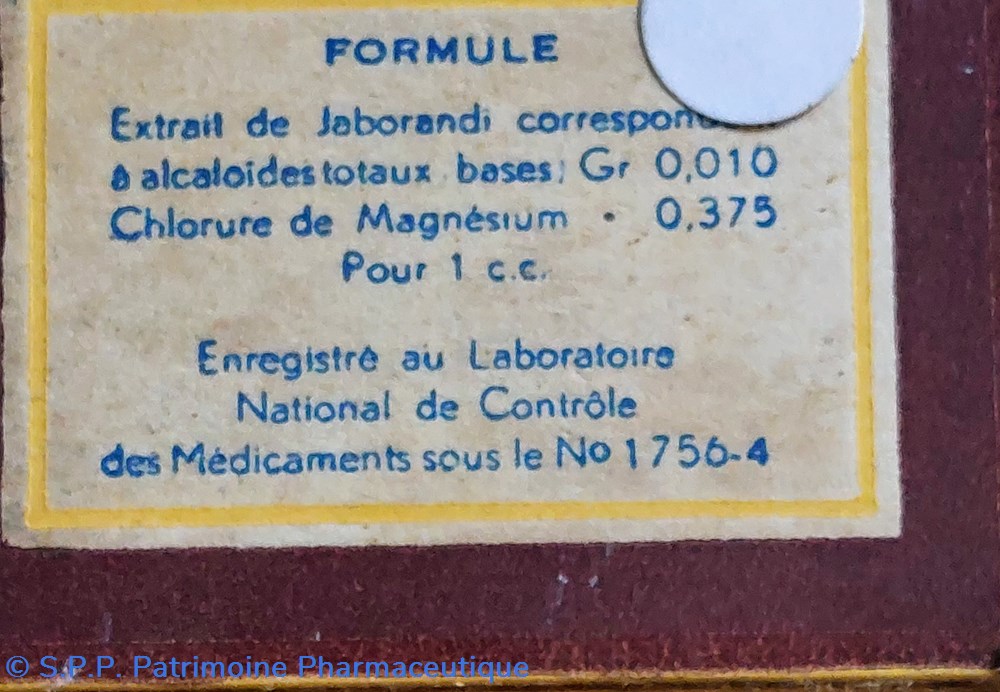 FORMULE
Extrait de Jaborandi
à alcaloides totaux bases; Gr 0,010
Chlorure de Magnésium • 0,375
Pour 1 c.c.
Enregistré au Laboratoire
National de Contrôle
des Médicaments sous le No 1756-4
© S.P.P. Patrimoine Pharmaceutique